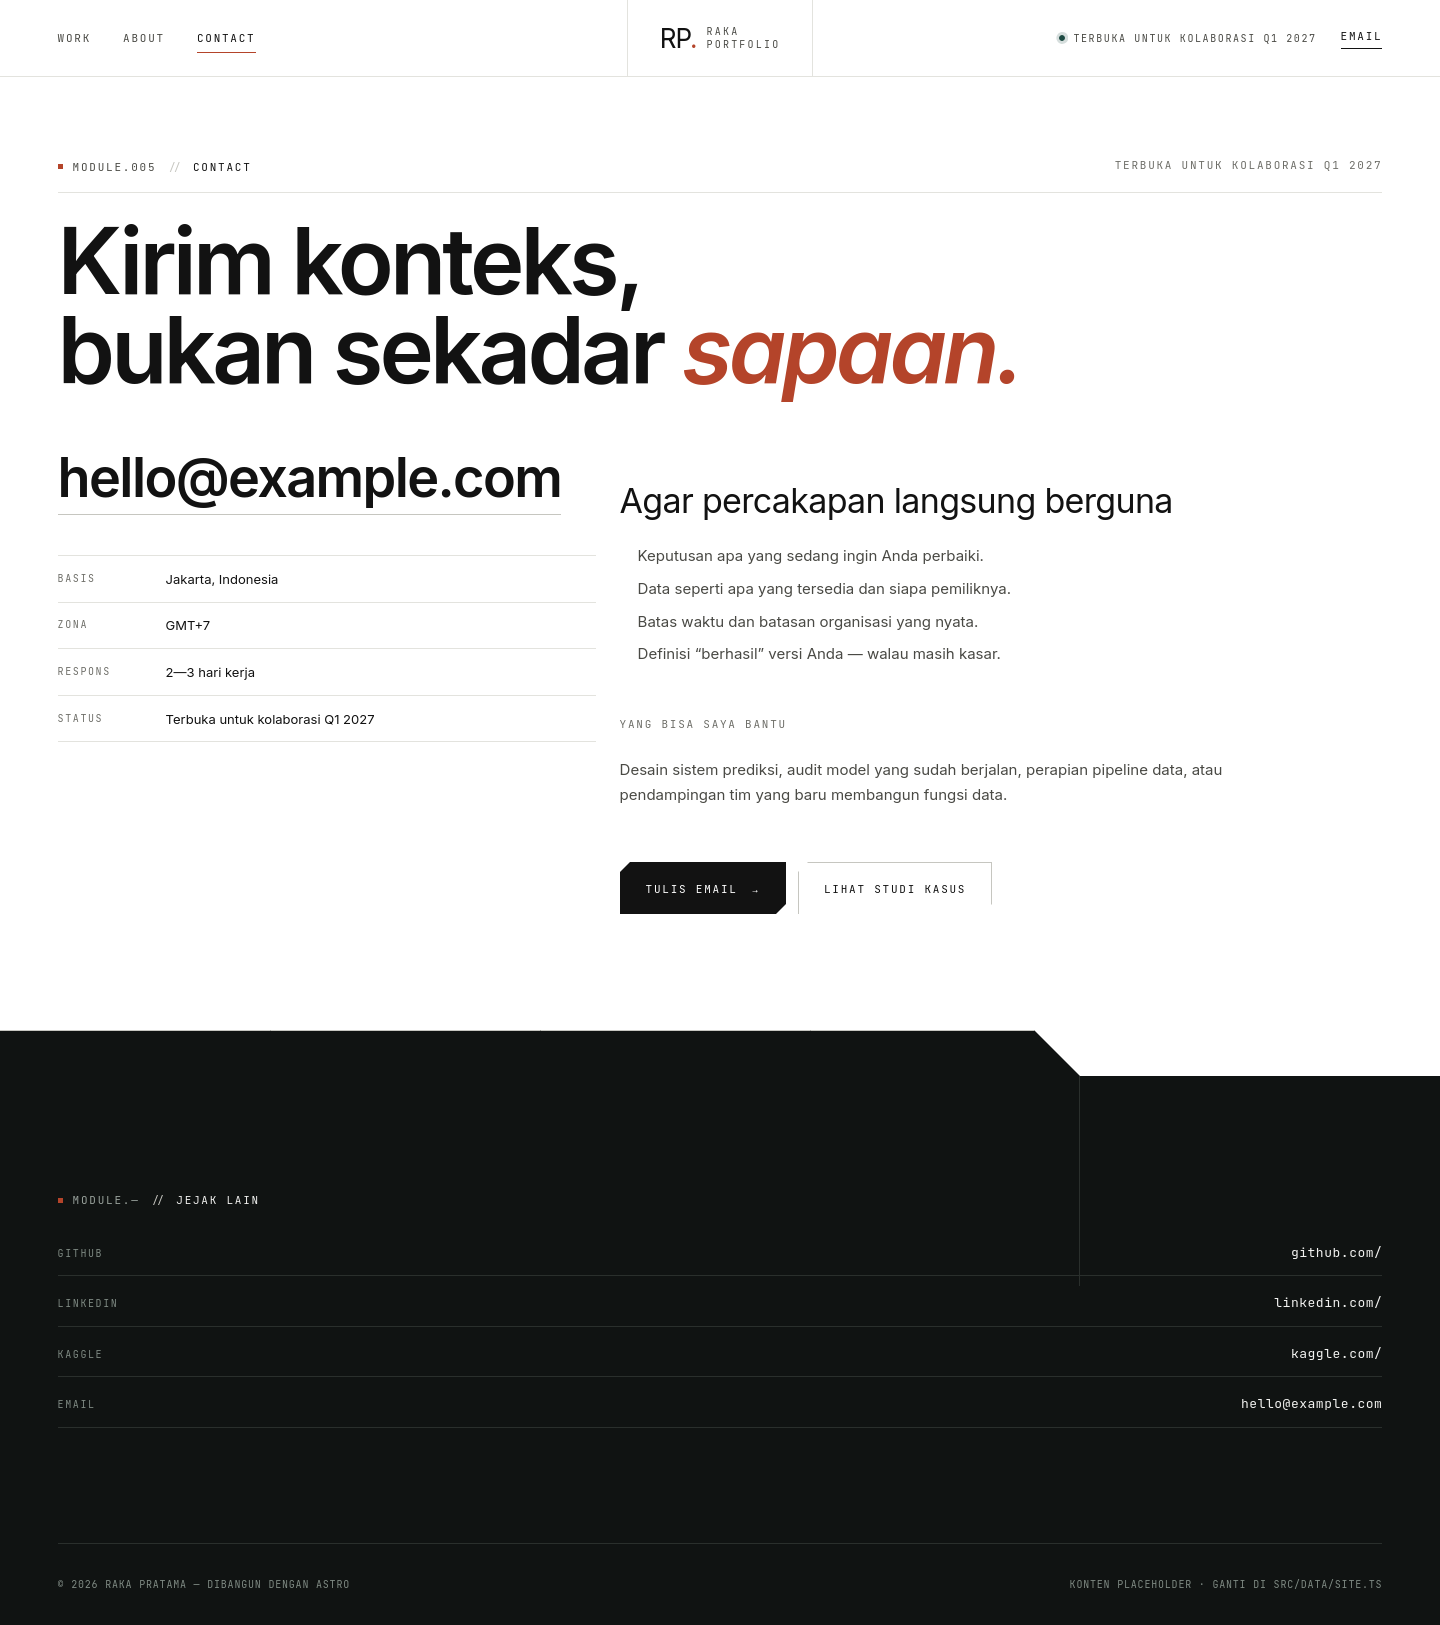 WORK ABOUT CONTACT
RP. RAKA
PORTFOLIO
TERBUKA UNTUK KOLABORASI Q1 2027 EMAIL
MODULE.005 // CONTACT
TERBUKA UNTUK KOLABORASI Q1 2027
Kirim konteks,
bukan sekadar sapaan.
hello@example.com
BASIS Jakarta, Indonesia
ZONA GMT+7
RESPONS 2—3 hari kerja
STATUS Terbuka untuk kolaborasi Q1 2027
Agar percakapan langsung berguna
Keputusan apa yang sedang ingin Anda perbaiki.
Data seperti apa yang tersedia dan siapa pemiliknya.
Batas waktu dan batasan organisasi yang nyata.
Definisi “berhasil” versi Anda — walau masih kasar.
YANG BISA SAYA BANTU
Desain sistem prediksi, audit model yang sudah berjalan, perapian pipeline data, atau
pendampingan tim yang baru membangun fungsi data.
TULIS EMAIL →
LIHAT STUDI KASUS
MODULE.— // JEJAK LAIN
GITHUB github.com/
LINKEDIN linkedin.com/
KAGGLE kaggle.com/
EMAIL hello@example.com
© 2026 RAKA PRATAMA — DIBANGUN DENGAN ASTRO
KONTEN PLACEHOLDER · GANTI DI SRC/DATA/SITE.TS